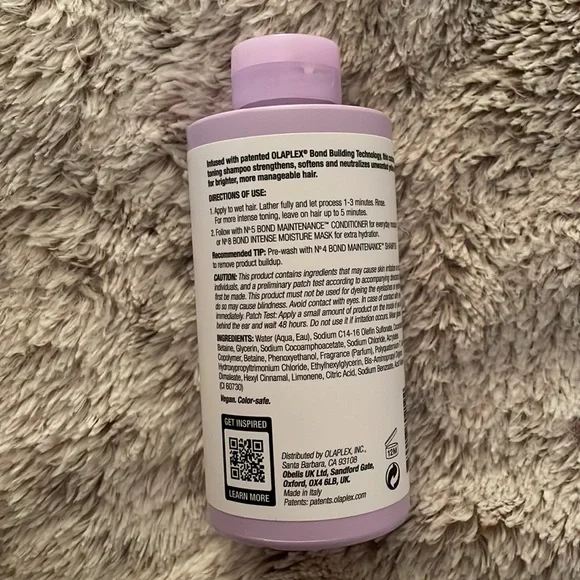 Infused with patented OLAPLEX® Bond Building Technology, this
toning shampoo strengthens, softens and neutralizes unwanted
for brighter, more manageable hair.
DIRECTIONS OF USE:
1. Apply to wet hair. Lather fully and let process 1-3 minutes. Rinse.
For more intense toning, leave on hair up to 5 minutes.
2. Follow with Nº5 BOND MAINTENANCE™ CONDITIONER for everyday
or Nº8 BOND INTENSE MOISTURE MASK for extra hydration.
Recommended TIP: Pre-wash with Nº4 BOND MAINTENANCE®
to remove product buildup.
CAUTION: This product contains ingredients that may cause skin irritation
individuals, and a preliminary patch test according to accompanying
first be made. This product must not be used for dyeing the eyelashes or
do so may cause blindness. Avoid contact with eyes. In case of contact with
immediately. Patch Test: Apply a small amount of product on the
behind the ear and wait 48 hours. Do not use it if irritation occurs. Wear
INGREDIENTS: Water (Aqua, Eau), Sodium C14-16 Olefin Sulfonate,
Betaine, Glycerin, Sodium Cocoamphoacetate, Sodium Chloride,
Copolymer, Betaine, Phenoxyethanol, Fragrance (Parfum),
Hydroxypropyltrimonium Chloride, Ethylhexylglycerin, Bis-Aminopropyl
Dimaleate, Hexyl Cinnamal, Limonene, Citric Acid, Sodium Benzoate,
(CI 60730)
Vegan. Color-safe.
GET INSPIRED
LEARN MORE
Distributed by OLAPLEX, INC.,
Santa Barbara, CA 93108
Obelis UK Ltd, Sandford Gate,
Oxford, OX4 6LB, UK.
Made in Italy
Patents: patents.olaplex.com
12M